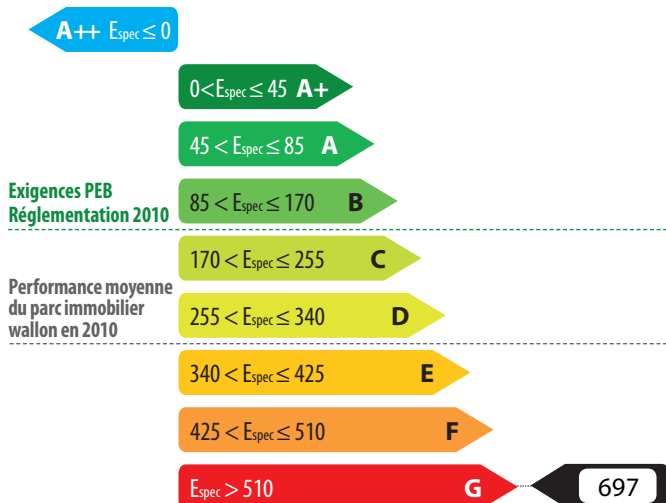 A++ Espec ≤ 0
0<Espec ≤ 45 A+
45 < Espec ≤ 85 A
Exigences PEB
Réglementation 2010
85 < Espec ≤ 170 B
170 < Espec ≤ 255 C
Performance moyenne
du parc immobilier
wallon en 2010
255 < Espec ≤ 340 D
340 < Espec ≤ 425 E
425 < Espec ≤ 510 F
Espec > 510 G
697